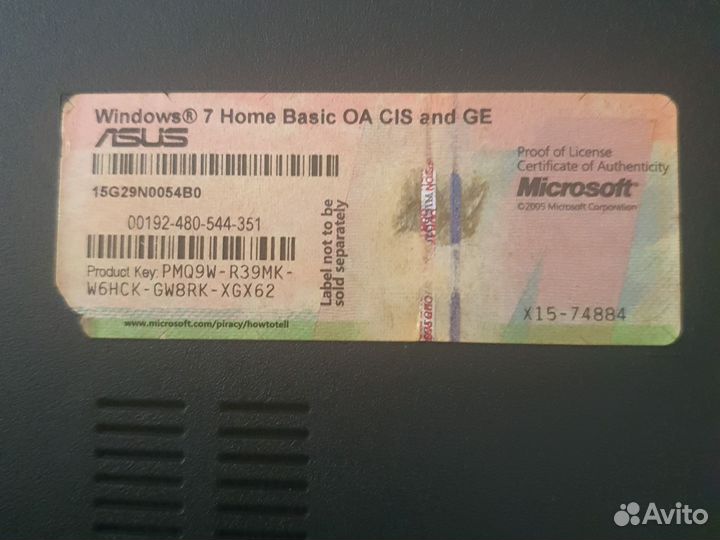 Windows® 7 Home Basic OA CIS and GE
ASUS
15G29N0054B0
00192-480-544-351
Product Key: PMQ9W-R39MK-
W6HCK-GW8RK-XGX62
www.microsoft.com/piracy/howtotell
Label not to be
sold separately
Proof of License
Certificate of Authenticity
Microsoft®
©2005 Microsoft Corporation
X15-74884
Avito